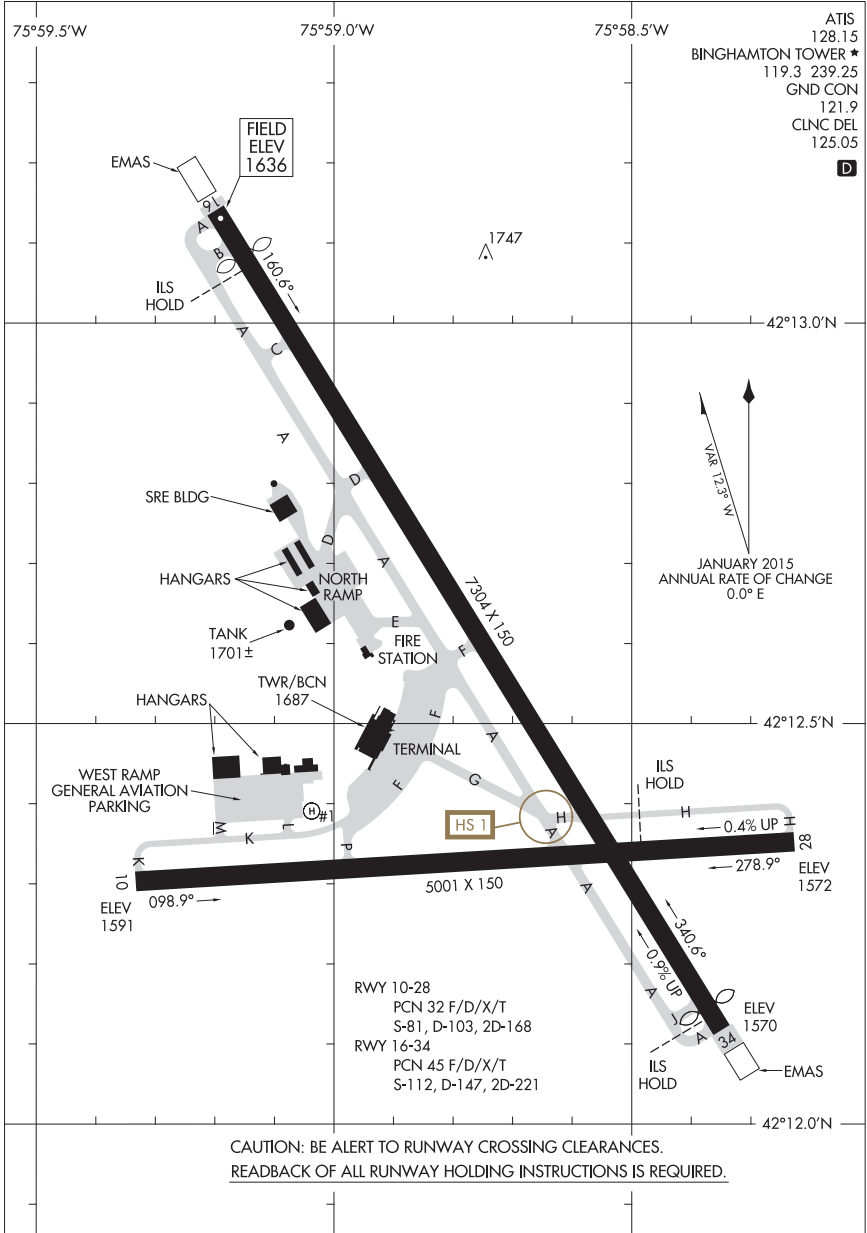 75°59.5'W
75°59.0'W
75°58.5'W
ATIS
128.15
BINGHAMTON TOWER ★
119.3 239.25
GND CON
121.9
CLNC DEL
125.05
D
FIELD
ELEV
1636
EMAS
16
A
B
160.6°
ILS
HOLD
1747
42°13.0'N
A
C
A
VAR 12.3° W
JANUARY 2015
ANNUAL RATE OF CHANGE
0.0° E
D
SRE BLDG
D
A
7304 X 150
HANGARS
NORTH
RAMP
TANK
1701±
E
FIRE
STATION
F
TWR/BCN
1687
HANGARS
F
A
42°12.5'N
TERMINAL
WEST RAMP
GENERAL AVIATION
PARKING
F
G
ILS
HOLD
H
#1
HS 1
H
H
H
A
0.4% UP
28
M
L
K
P
K
10
278.9°
ELEV
1572
5001 X 150
A
ELEV
1591
098.9°
340.6°
0.9% UP
RWY 10-28
PCN 32 F/D/X/T
S-81, D-103, 2D-168
RWY 16-34
PCN 45 F/D/X/T
S-112, D-147, 2D-221
A
J
A
34
ELEV
1570
ILS
HOLD
EMAS
42°12.0'N
CAUTION: BE ALERT TO RUNWAY CROSSING CLEARANCES.
READBACK OF ALL RUNWAY HOLDING INSTRUCTIONS IS REQUIRED.